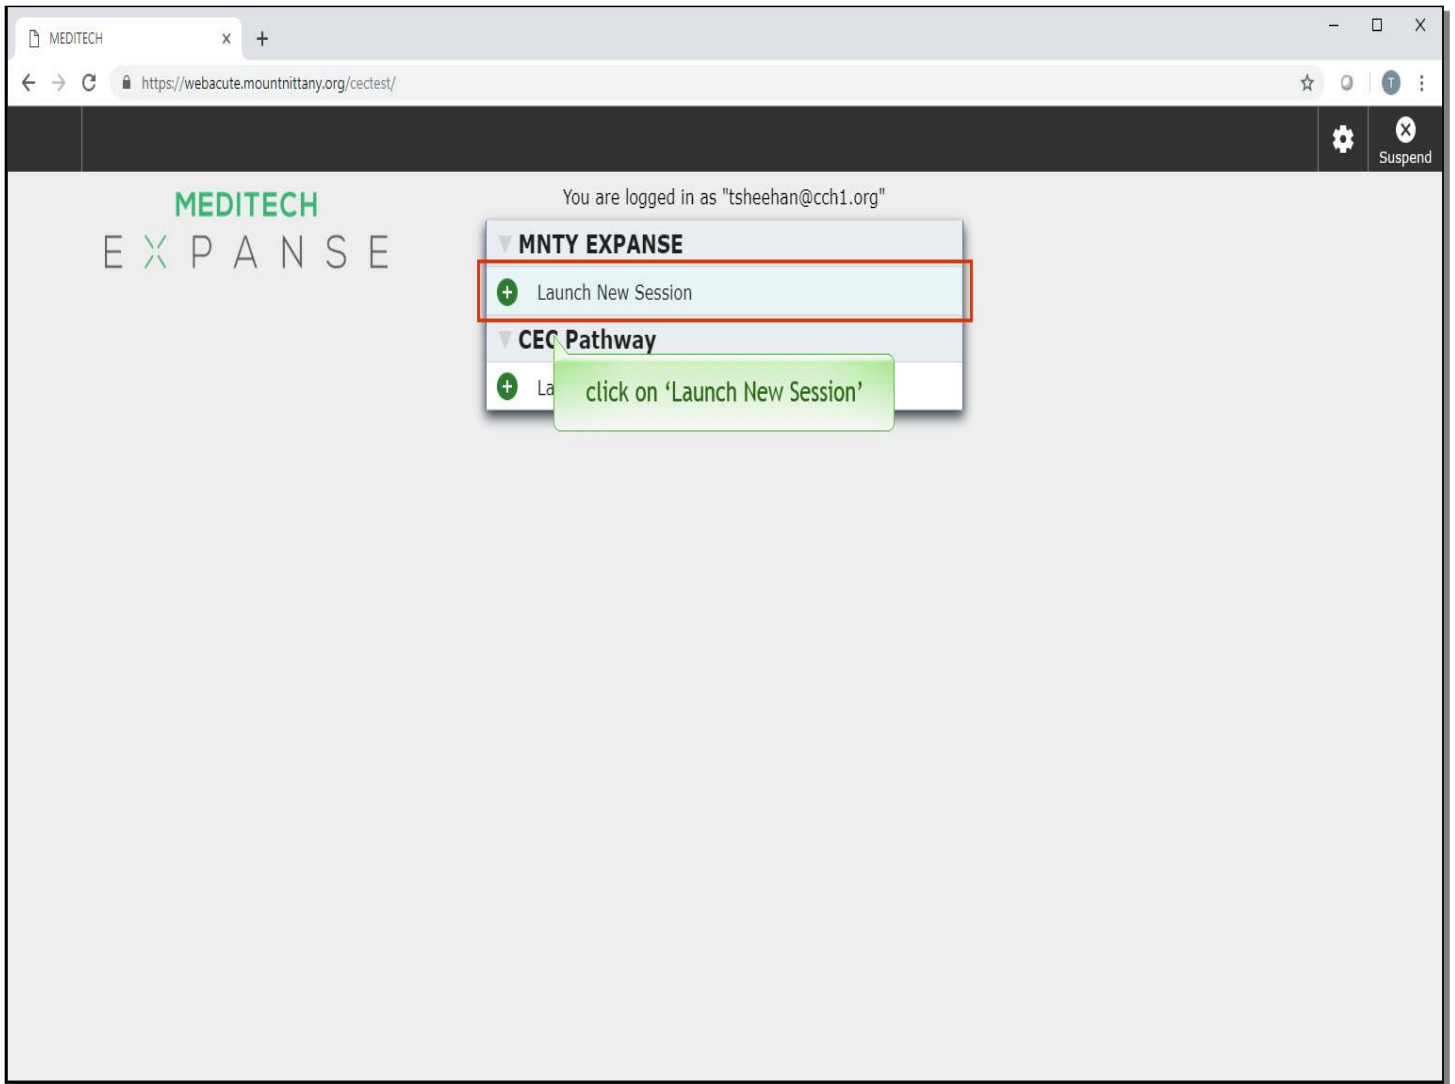 MEDITECH
https://webacute.mountnittany.org/cectest/
T
Suspend
MEDITECH
EXPANSE
You are logged in as "tsheehan@cch1.org"
MNTY EXPANSE
Launch New Session
CEC Pathway
La
click on ‘Launch New Session’